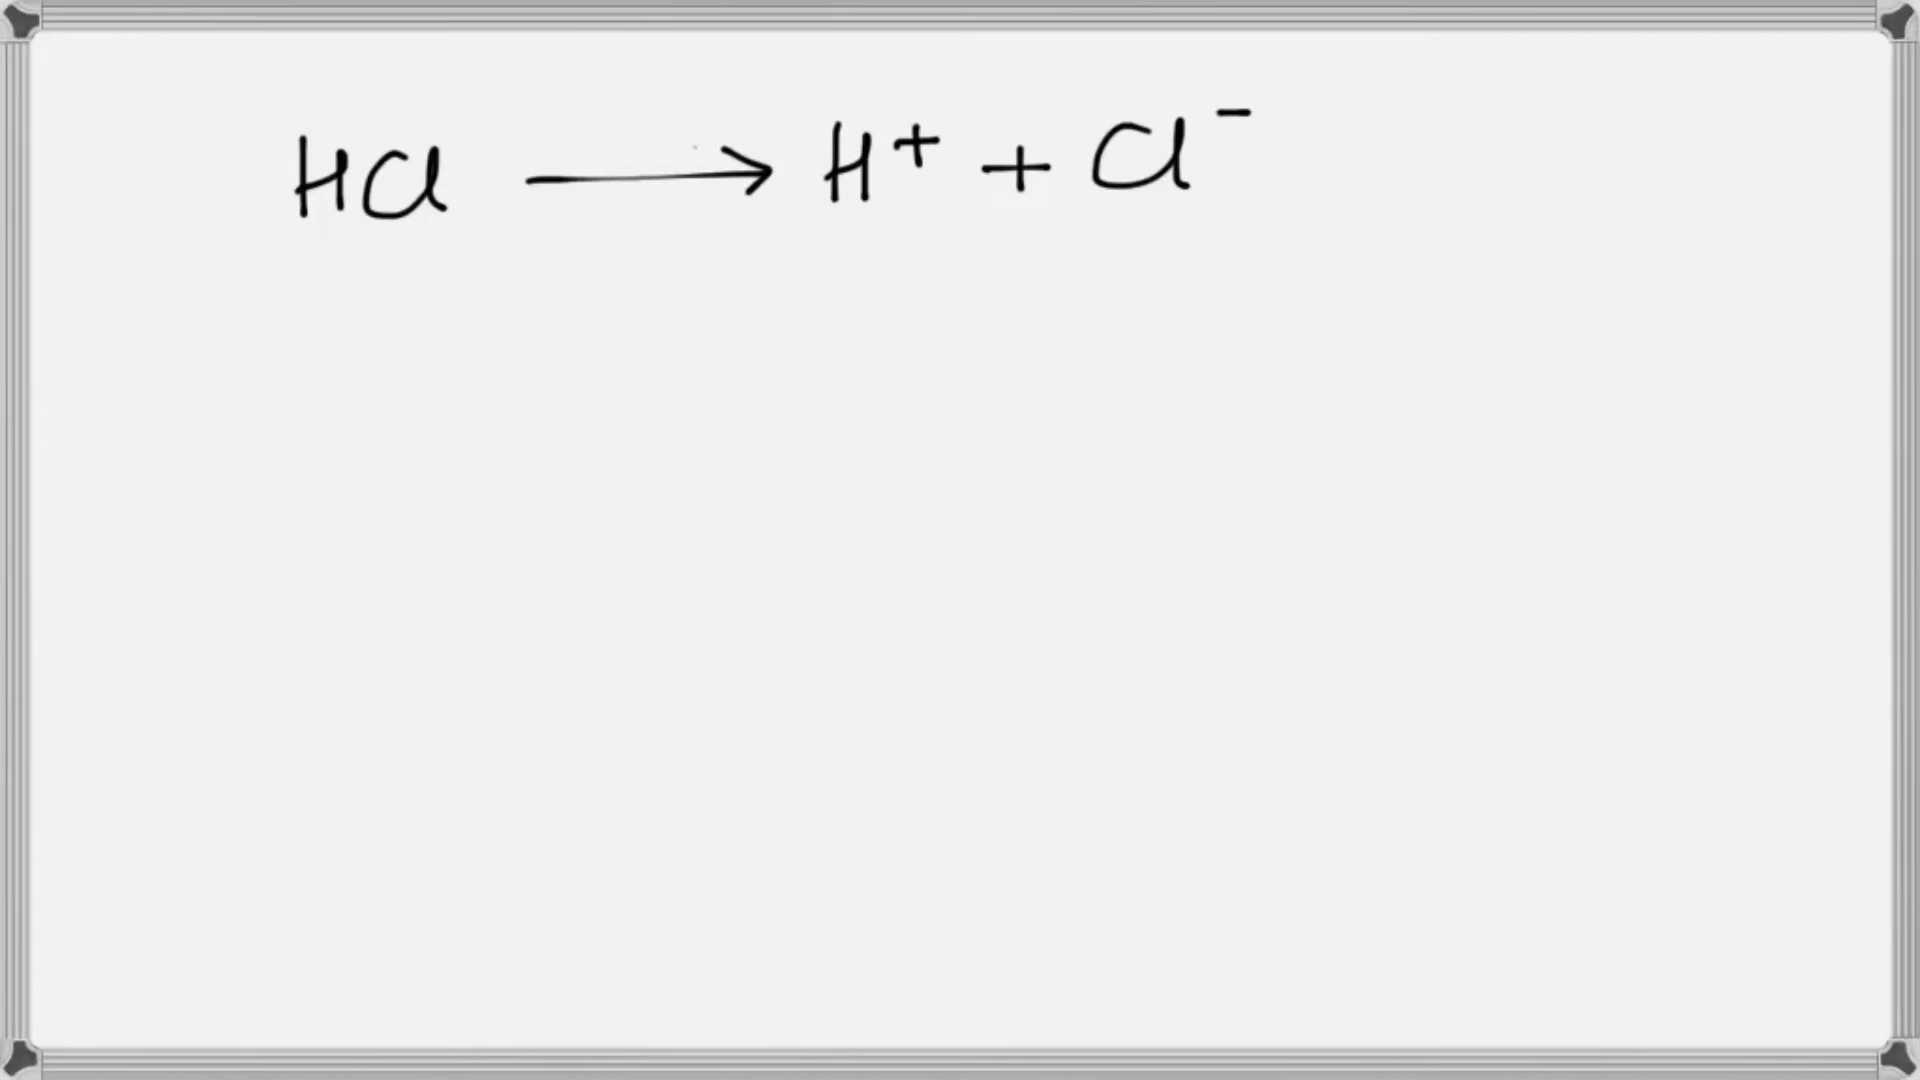 HCl ⟶ H⁺ + Cl⁻